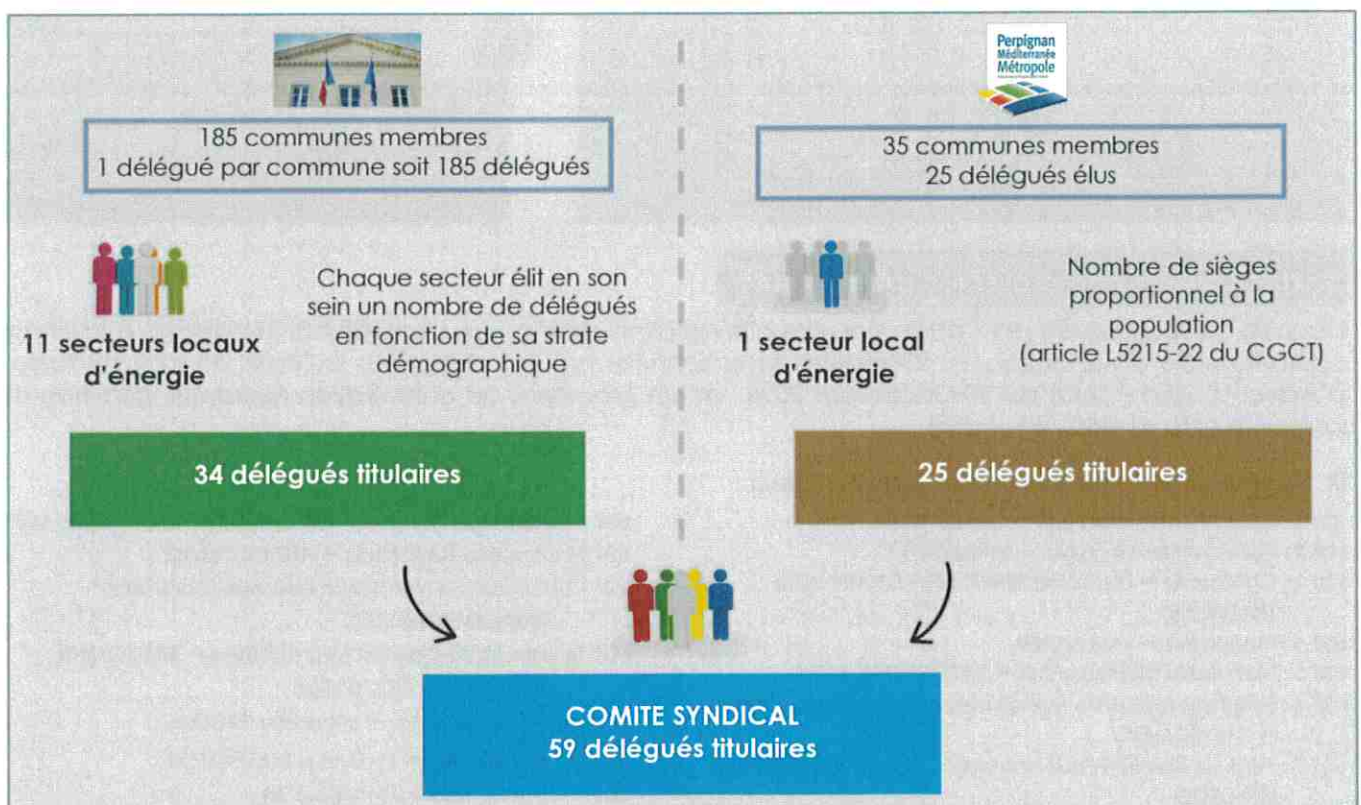 185 communes membres
1 délégué par commune soit 185 délégués
11 secteurs locaux
d'énergie
Chaque secteur élit en son
sein un nombre de délégués
en fonction de sa strate
démographique
34 délégués titulaires
Perpignan
Méditerranée
Métropole
35 communes membres
25 délégués élus
1 secteur local
d'énergie
Nombre de sièges
proportionnel à la
population
(article L5215-22 du CGCT)
25 délégués titulaires
COMITE SYNDICAL
59 délégués titulaires